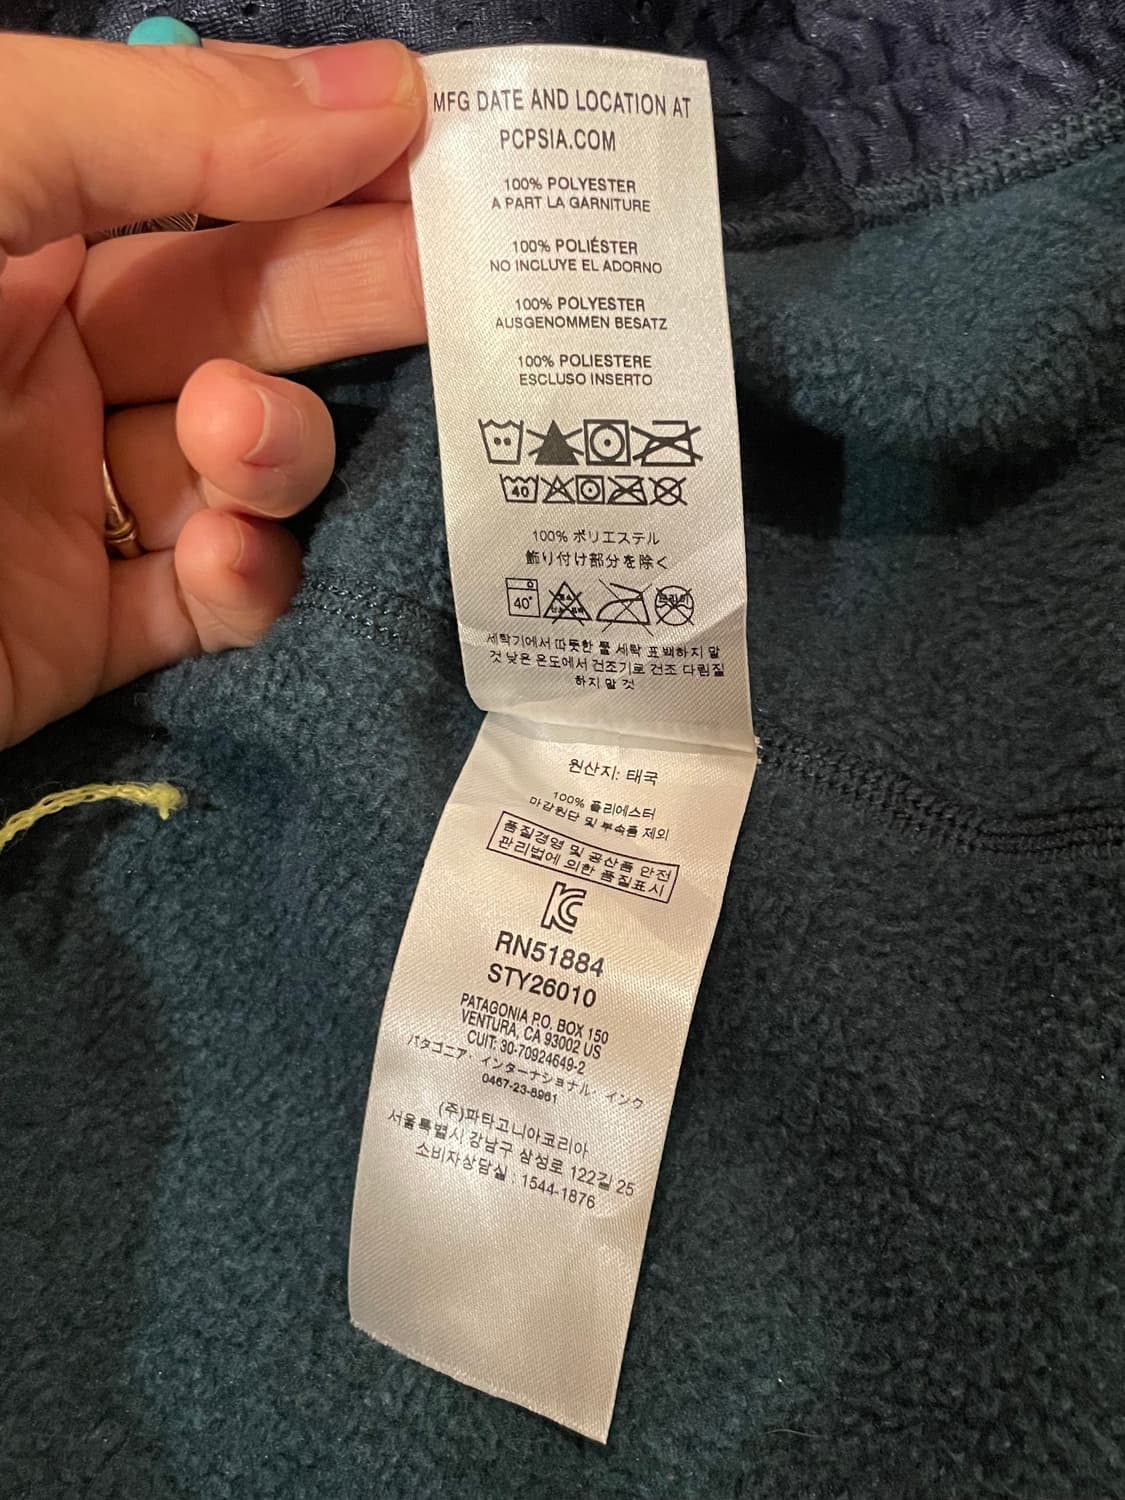 MFG DATE AND LOCATION AT
PCPSIA.COM
100% POLYESTER
A PART LA GARNITURE
100% POLIÉSTER
NO INCLUYE EL ADORNO
100% POLYESTER
AUSGENOMMEN BESATZ
100% POLIESTERE
ESCLUSO INSERTO
40
100% ポリエステル
飾り付け部分を除く
40°
세탁기에서 따뜻한 물 세탁 표백하지 말
것 낮은 온도에서 건조기로 건조 다림질
하지 말 것
원산지: 태국
100% 폴리에스터
마감원단 및 부속품 제외
품질경영 및 공산품 안전
관리법에 의한 품질표시
KC
RN51884
STY26010
PATAGONIA P.O. BOX 150
VENTURA, CA 93002 US
CUIT: 30-70924649-2
パタゴニア・インターナショナル・インク
0467-23-8961
(주)파타고니아코리아
서울특별시 강남구 삼성로 122길 25
소비자상담실 : 1544-1876